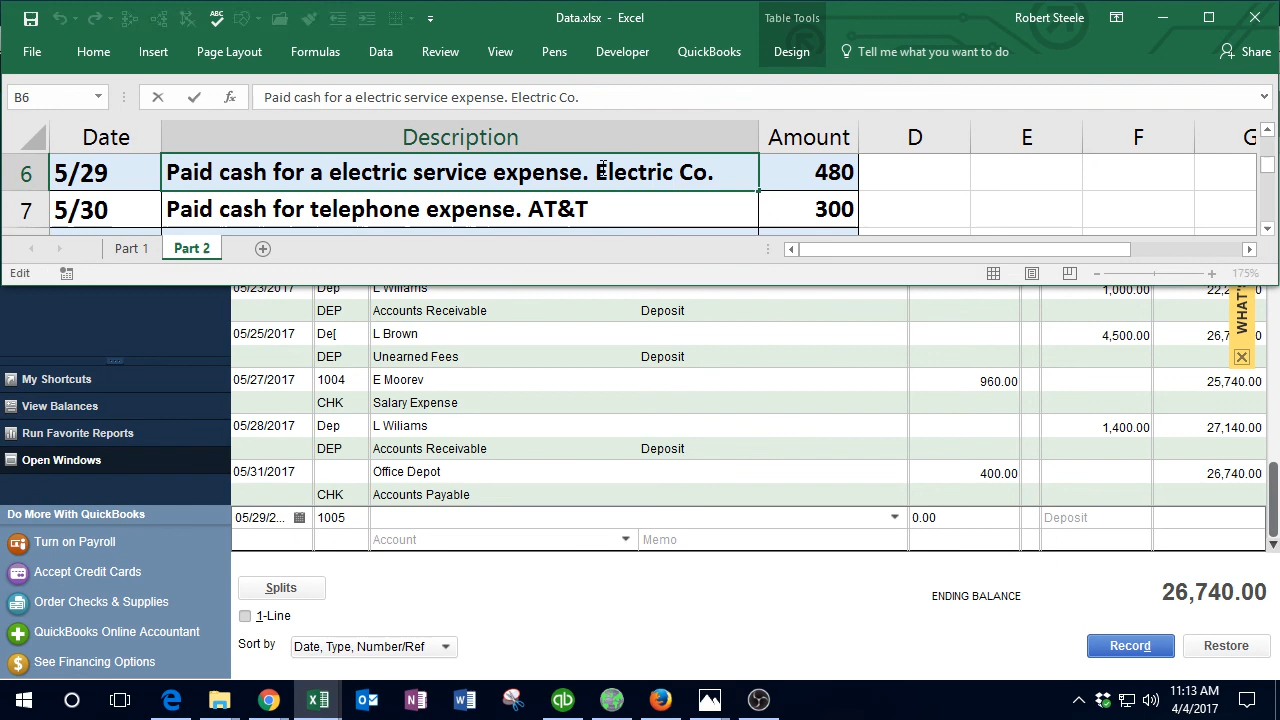 Data.xlsx - Excel
Table Tools
Robert Steele
File Home Insert Page Layout Formulas Data Review View Pens Developer QuickBooks Design Tell me what you want to do Share
B6 Paid cash for a electric service expense. Electric Co.
Date Description Amount D E F G
6 5/29 Paid cash for a electric service expense. Electric Co. 480
7 5/30 Paid cash for telephone expense. AT&T 300
Part 1 Part 2
Edit 175%
05/23/2017 Dep L Wiliams 1,000.00
DEP Accounts Receivable Deposit
05/25/2017 De[ L Brown 4,500.00
DEP Unearned Fees Deposit
WHAT'S
My Shortcuts
05/27/2017 1004 E Moorev 960.00 25,740.00
View Balances
CHK Salary Expense
Run Favorite Reports
05/28/2017 Dep L Wiliams 1,400.00 27,140.00
DEP Accounts Receivable Deposit
Open Windows
05/31/2017 Office Depot 400.00 26,740.00
CHK Accounts Payable
Do More With QuickBooks
05/29/2... 1005 0.00 Deposit
Account Memo
Turn on Payroll
Accept Credit Cards
Order Checks & Supplies
QuickBooks Online Accountant
See Financing Options
Splits
ENDING BALANCE 26,740.00
1-Line
Sort by Date, Type, Number/Ref
Record Restore
11:13 AM
4/4/2017